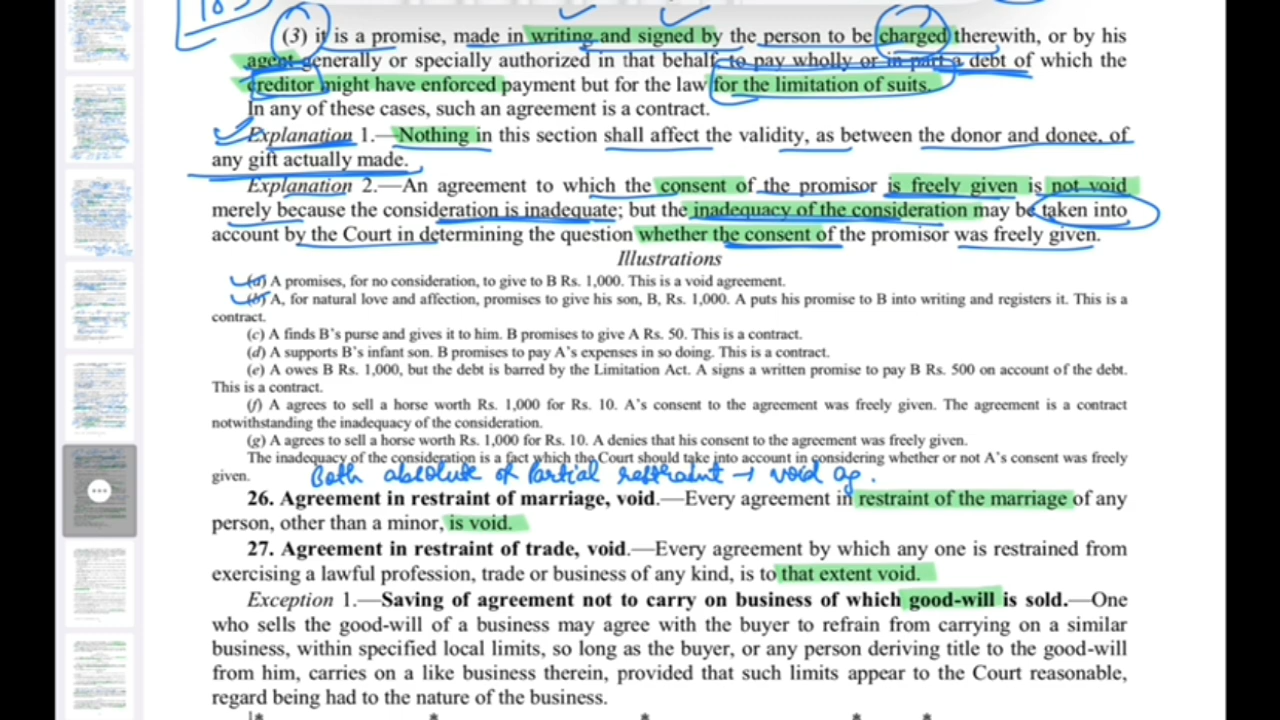 (3) it is a promise, made in writing and signed by the person to be charged therewith, or by his
agent generally or specially authorized in that behalf, to pay wholly or in part a debt of which the
creditor might have enforced payment but for the law for the limitation of suits.
In any of these cases, such an agreement is a contract.
Explanation 1.—Nothing in this section shall affect the validity, as between the donor and donee, of
any gift actually made.
Explanation 2.—An agreement to which the consent of the promisor is freely given is not void
merely because the consideration is inadequate; but the inadequacy of the consideration may be taken into
account by the Court in determining the question whether the consent of the promisor was freely given.
Illustrations
(a) A promises, for no consideration, to give to B Rs. 1,000. This is a void agreement.
(b) A, for natural love and affection, promises to give his son, B, Rs. 1,000. A puts his promise to B into writing and registers it. This is a
contract.
(c) A finds B’s purse and gives it to him. B promises to give A Rs. 50. This is a contract.
(d) A supports B’s infant son. B promises to pay A’s expenses in so doing. This is a contract.
(e) A owes B Rs. 1,000, but the debt is barred by the Limitation Act. A signs a written promise to pay B Rs. 500 on account of the debt.
This is a contract.
(f) A agrees to sell a horse worth Rs. 1,000 for Rs. 10. A’s consent to the agreement was freely given. The agreement is a contract
notwithstanding the inadequacy of the consideration.
(g) A agrees to sell a horse worth Rs. 1,000 for Rs. 10. A denies that his consent to the agreement was freely given.
The inadequacy of the consideration is a fact which the Court should take into account in considering whether or not A’s consent was freely
given.
Both absolute or Partial restraint → void ag.
26. Agreement in restraint of marriage, void.—Every agreement in restraint of the marriage of any
person, other than a minor, is void.
27. Agreement in restraint of trade, void.—Every agreement by which any one is restrained from
exercising a lawful profession, trade or business of any kind, is to that extent void.
Exception 1.—Saving of agreement not to carry on business of which good-will is sold.—One
who sells the good-will of a business may agree with the buyer to refrain from carrying on a similar
business, within specified local limits, so long as the buyer, or any person deriving title to the good-will
from him, carries on a like business therein, provided that such limits appear to the Court reasonable,
regard being had to the nature of the business.